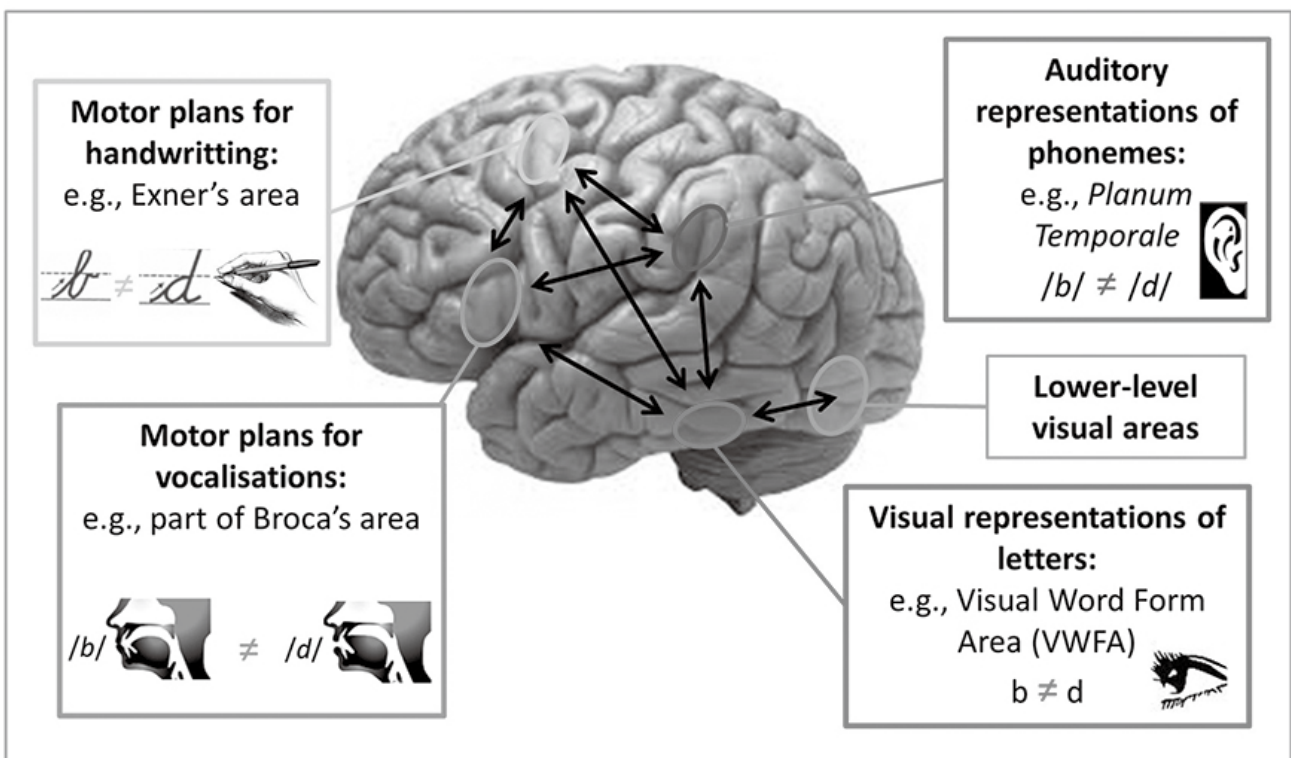 Motor plans for
handwritting:
e.g., Exner's area
b ≠ d
Auditory
representations of
phonemes:
e.g., Planum
Temporale
/b/ ≠ /d/
Lower-level
visual areas
Motor plans for
vocalisations:
e.g., part of Broca's area
/b/ ≠ /d/
Visual representations of
letters:
e.g., Visual Word Form
Area (VWFA)
b ≠ d